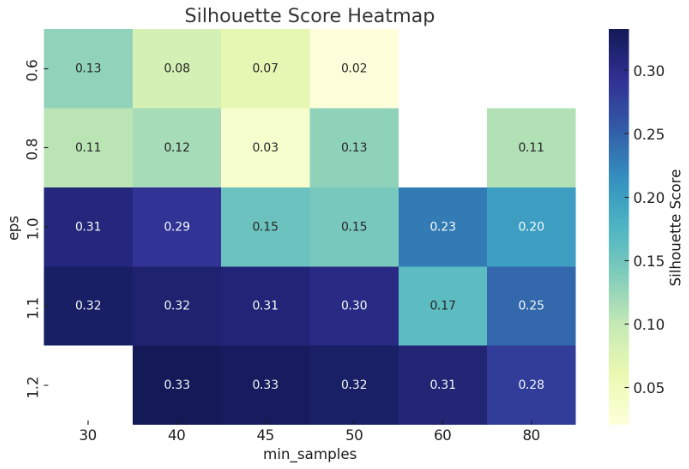 Silhouette Score Heatmap
0.6 0.13 0.08 0.07 0.02
0.8 0.11 0.12 0.03 0.13 0.11
1.0 0.31 0.29 0.15 0.15 0.23 0.20
1.1 0.32 0.32 0.31 0.30 0.17 0.25
1.2 0.33 0.33 0.32 0.31 0.28
30 40 45 50 60 80
min_samples
eps
0.30
0.25
0.20
0.15
0.10
0.05
Silhouette Score